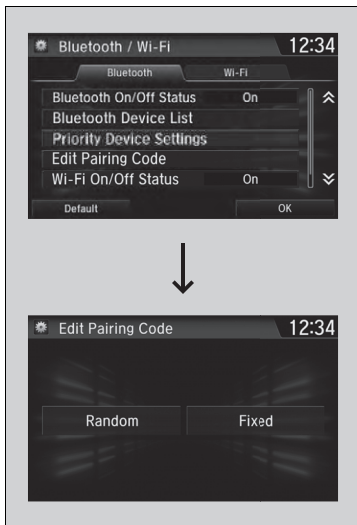 Bluetooth / Wi-Fi 12:34
Bluetooth Wi-Fi
Bluetooth On/Off Status On
Bluetooth Device List
Priority Device Settings
Edit Pairing Code
Wi-Fi On/Off Status On
Default OK
Edit Pairing Code 12:34
Random Fixed